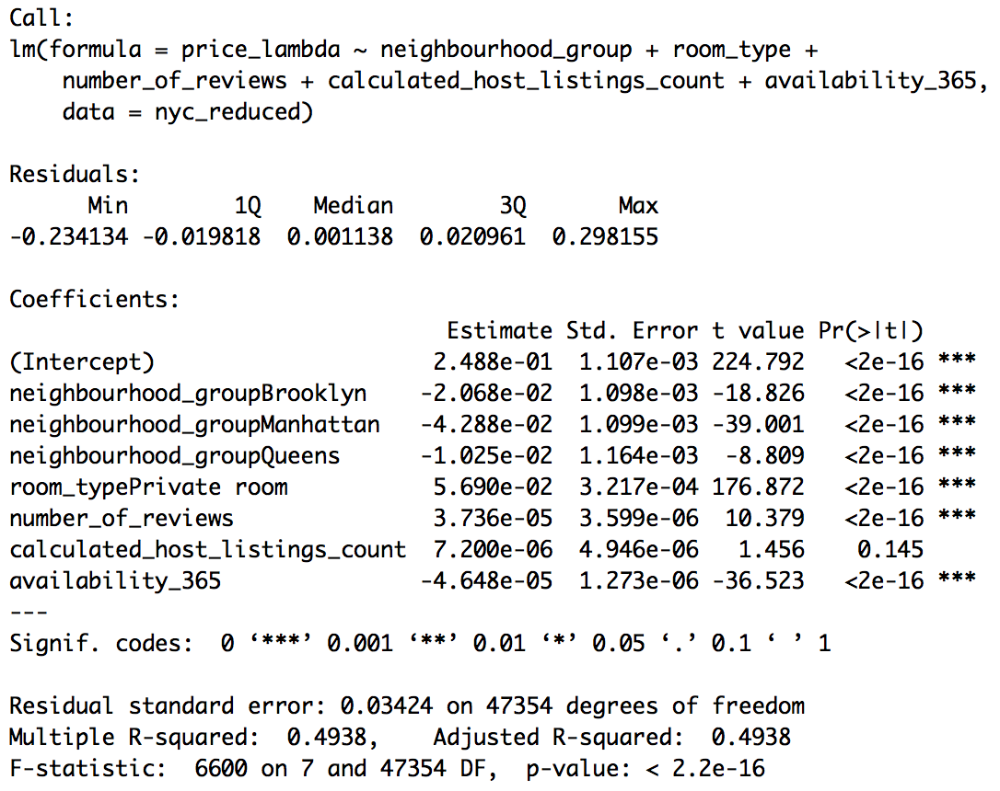 Call:
lm(formula = price_lambda ~ neighbourhood_group + room_type +
    number_of_reviews + calculated_host_listings_count + availability_365,
    data = nyc_reduced)

Residuals:
      Min        1Q    Median        3Q       Max
-0.234134 -0.019818  0.001138  0.020961  0.298155

Coefficients:
                                 Estimate Std. Error t value Pr(>|t|)
(Intercept)                     2.488e-01  1.107e-03 224.792   <2e-16 ***
neighbourhood_groupBrooklyn    -2.068e-02  1.098e-03 -18.826   <2e-16 ***
neighbourhood_groupManhattan   -4.288e-02  1.099e-03 -39.001   <2e-16 ***
neighbourhood_groupQueens      -1.025e-02  1.164e-03  -8.809   <2e-16 ***
room_typePrivate room           5.690e-02  3.217e-04 176.872   <2e-16 ***
number_of_reviews               3.736e-05  3.599e-06  10.379   <2e-16 ***
calculated_host_listings_count  7.200e-06  4.946e-06   1.456    0.145
availability_365               -4.648e-05  1.273e-06 -36.523   <2e-16 ***
---
Signif. codes:  0 ‘***’ 0.001 ‘**’ 0.01 ‘*’ 0.05 ‘.’ 0.1 ‘ ’ 1

Residual standard error: 0.03424 on 47354 degrees of freedom
Multiple R-squared:  0.4938,    Adjusted R-squared:  0.4938
F-statistic:  6600 on 7 and 47354 DF,  p-value: < 2.2e-16